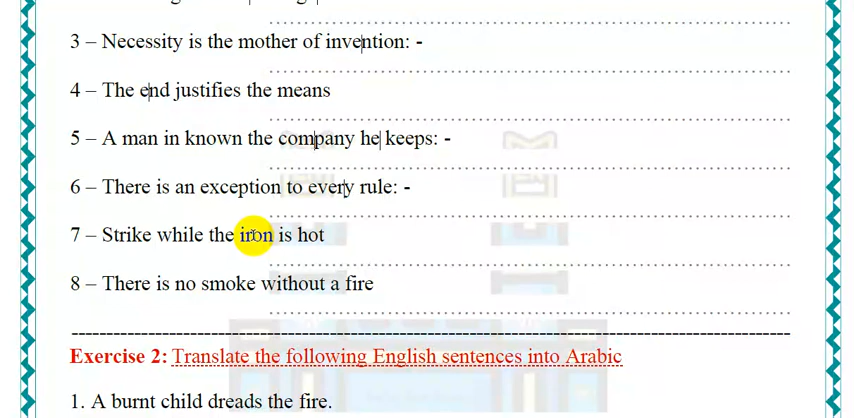 3 – Necessity is the mother of invention: -
4 – The end justifies the means
5 – A man in known the company he keeps: -
6 – There is an exception to every rule: -
7 – Strike while the iron is hot
8 – There is no smoke without a fire
Exercise 2: Translate the following English sentences into Arabic
1. A burnt child dreads the fire.